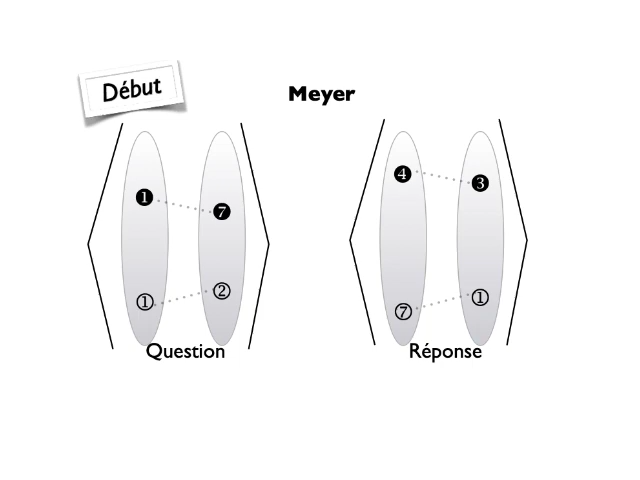 Début
Meyer
❶ ❼
① ②
Question
❹ ❸
⑦ ①
Réponse